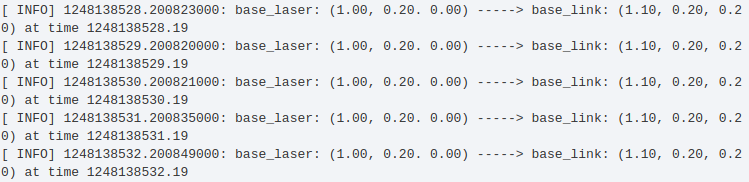 [ INFO] 1248138528.200823000: base_laser: (1.00, 0.20. 0.00) -----> base_link: (1.10, 0.20, 0.2
0) at time 1248138528.19
[ INFO] 1248138529.200820000: base_laser: (1.00, 0.20. 0.00) -----> base_link: (1.10, 0.20, 0.2
0) at time 1248138529.19
[ INFO] 1248138530.200821000: base_laser: (1.00, 0.20. 0.00) -----> base_link: (1.10, 0.20, 0.2
0) at time 1248138530.19
[ INFO] 1248138531.200835000: base_laser: (1.00, 0.20. 0.00) -----> base_link: (1.10, 0.20, 0.2
0) at time 1248138531.19
[ INFO] 1248138532.200849000: base_laser: (1.00, 0.20. 0.00) -----> base_link: (1.10, 0.20, 0.2
0) at time 1248138532.19